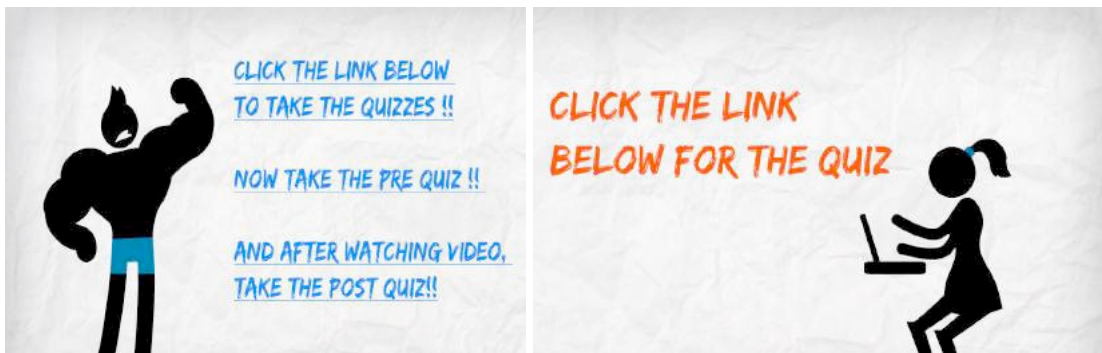 CLICK THE LINK BELOW
TO TAKE THE QUIZZES !!
NOW TAKE THE PRE QUIZ !!
AND AFTER WATCHING VIDEO,
TAKE THE POST QUIZ!!
CLICK THE LINK
BELOW FOR THE QUIZ